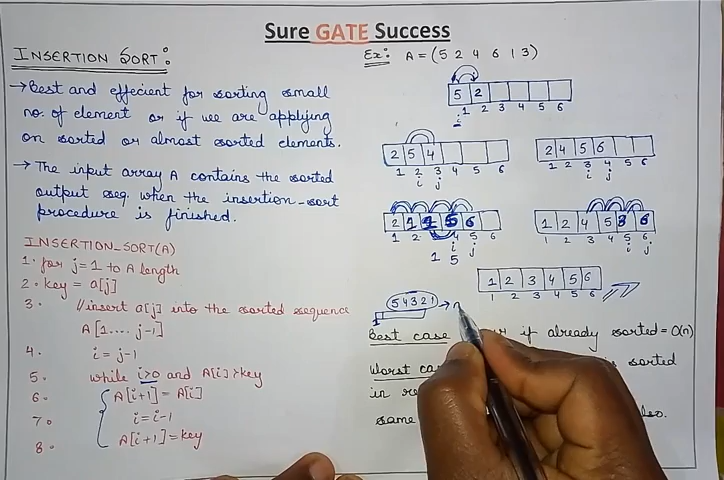 Sure GATE Success
INSERTION SORT:
→ Best and effecient for sorting small
no. of element or if we are applying
on sorted or almost sorted elements.
→ The input array A contains the sorted
output seq. when the insertion-sort
procedure is finished.
INSERTION_SORT(A)
1. for j=1 to A length
2. key = a[j]
3. //insert a[j] into the sorted sequence
A[1.... j-1]
4. i = j-1
5. while i>0 and A[i]>key
6. A[i+1] = A[i]
7. i = i-1
8. A[i+1] = key
Ex: A = (5 2 4 6 1 3)
5 2
1 2 3 4 5 6
i
2 5 4
1 2 3 4 5 6
i j
2 4 5 6
1 2 3 4 5 6
i j
2 6
1 2 4 5 6
i j
1 5
1 2 4 5 6
1 2 3 4 5 6
i j
1 2 3 4 5 6
1 2 3 4 5 6
5 4 3 2 1 →
1
Best case if already sorted = O(n)
Worst is sorted
in
same